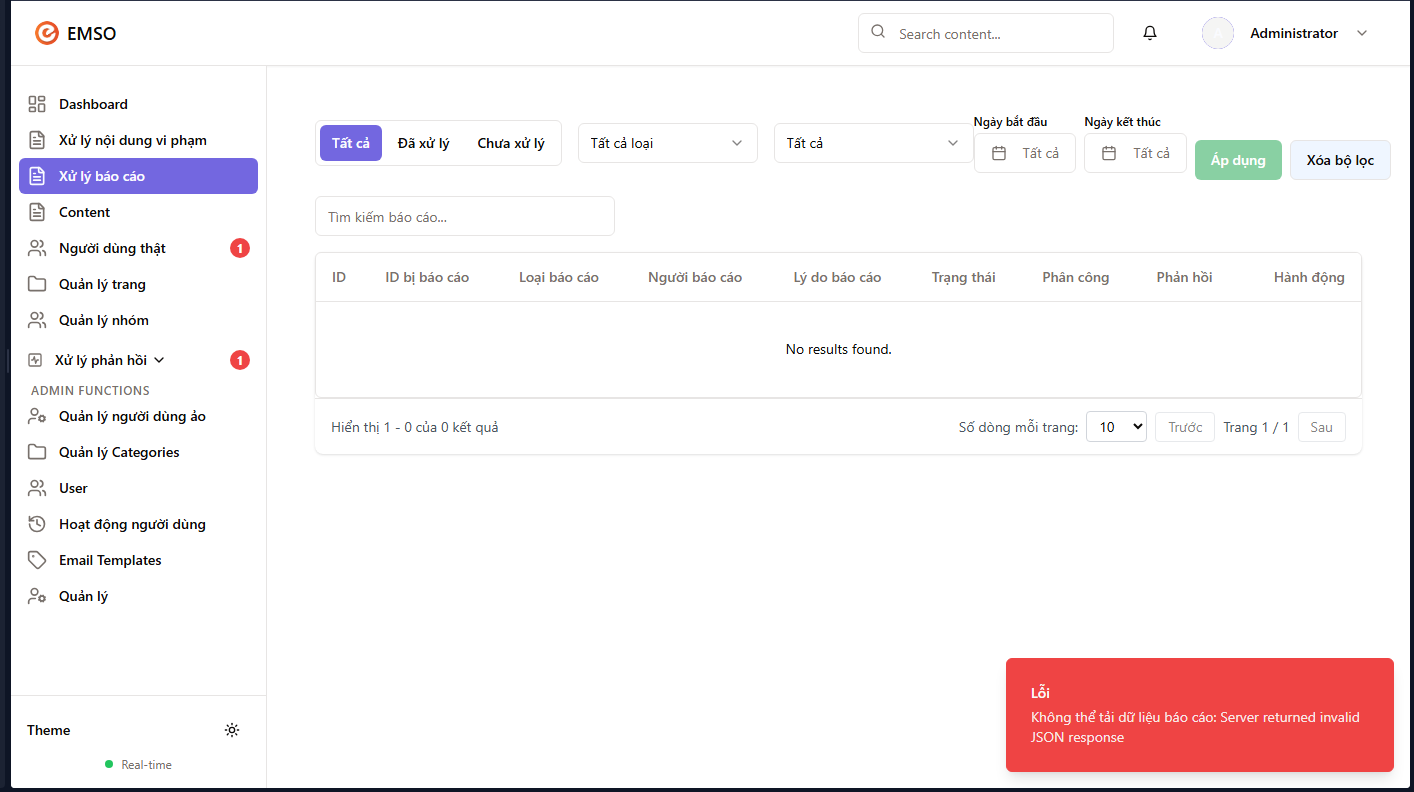 EMSO
Search content...
Administrator
Dashboard
Xử lý nội dung vi phạm
Xử lý báo cáo
Content
Người dùng thật
1
Quản lý trang
Quản lý nhóm
Xử lý phản hồi
1
ADMIN FUNCTIONS
Quản lý người dùng ảo
Quản lý Categories
User
Hoạt động người dùng
Email Templates
Quản lý
Theme
Real-time
Tất cả Đã xử lý Chưa xử lý
Tất cả loại
Tất cả
Ngày bắt đầu
Tất cả
Ngày kết thúc
Tất cả
Áp dụng
Xóa bộ lọc
Tìm kiếm báo cáo...
ID ID bị báo cáo Loại báo cáo Người báo cáo Lý do báo cáo Trạng thái Phân công Phản hồi Hành động
No results found.
Hiển thị 1 - 0 của 0 kết quả
Số dòng mỗi trang: 10 Trước Trang 1 / 1 Sau
Lỗi
Không thể tải dữ liệu báo cáo: Server returned invalid
JSON response